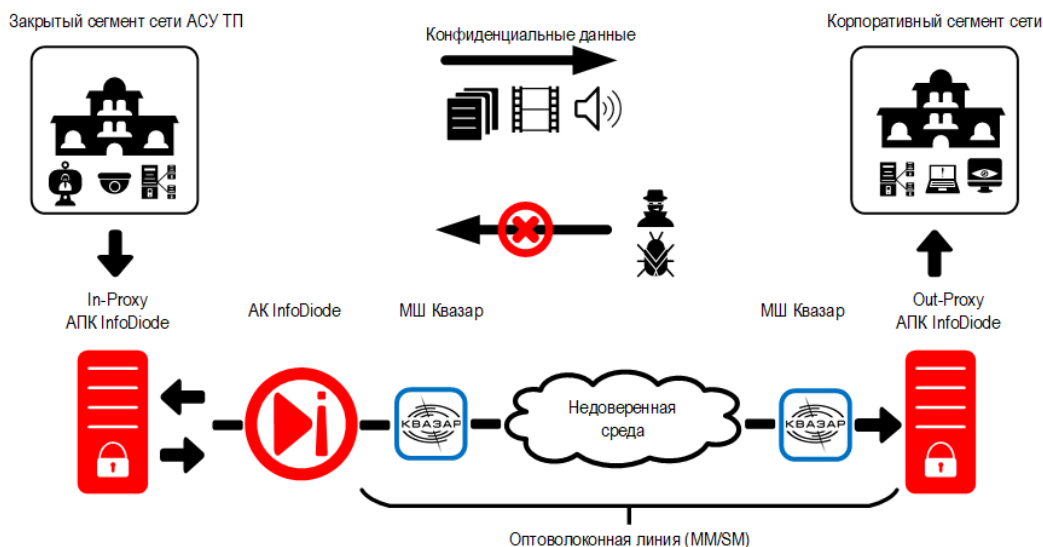 Закрытый сегмент сети АСУ ТП
Корпоративный сегмент сети
Конфиденциальные данные
In-Proxy
АПК InfoDiode
АК InfoDiode
МШ Квазар
МШ Квазар
Out-Proxy
АПК InfoDiode
КВАЗАР
Недоверенная
среда
КВАЗАР
Оптоволоконная линия (MM/SM)